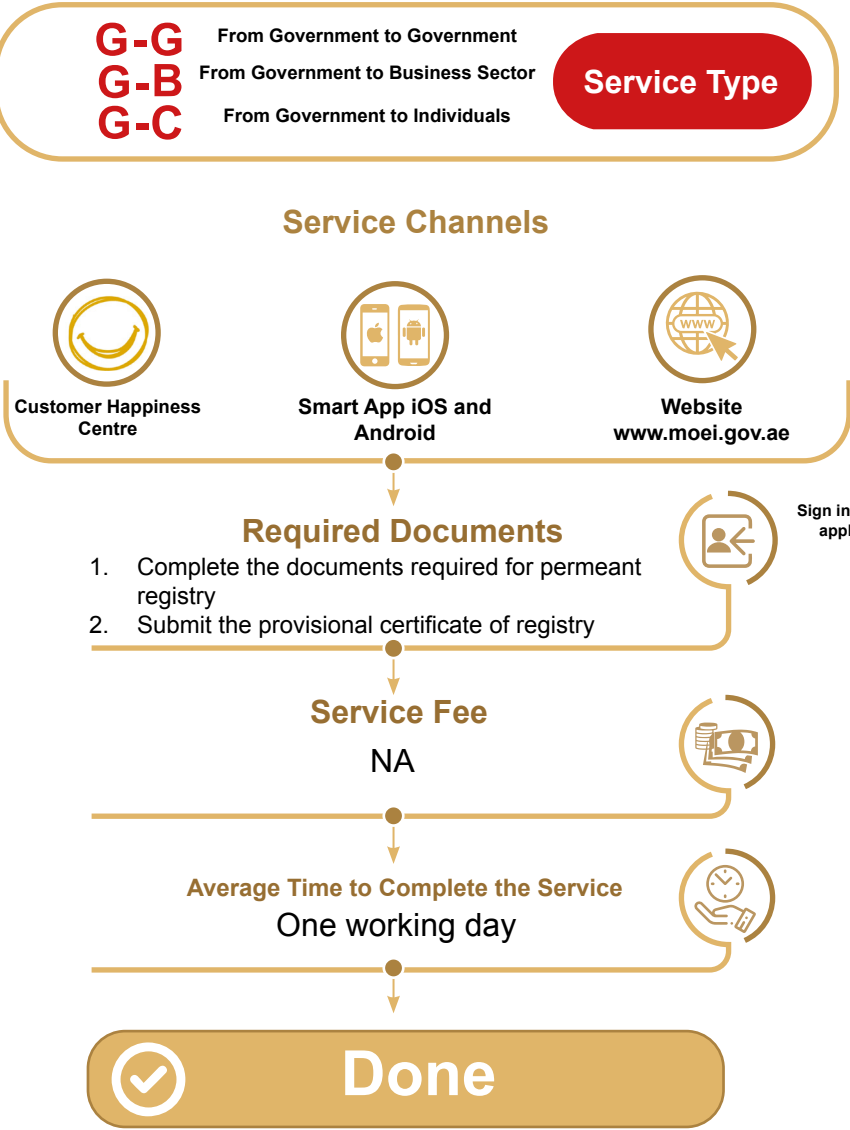 G-G From Government to Government
G-B From Government to Business Sector
G-C From Government to Individuals
Service Type
Service Channels
Customer Happiness
Centre
Smart App iOS and
Android
www
Website
www.moei.gov.ae
Required Documents
1. Complete the documents required for permeant
registry
2. Submit the provisional certificate of registry
Sign in
appl
Service Fee
NA
Average Time to Complete the Service
One working day
Done